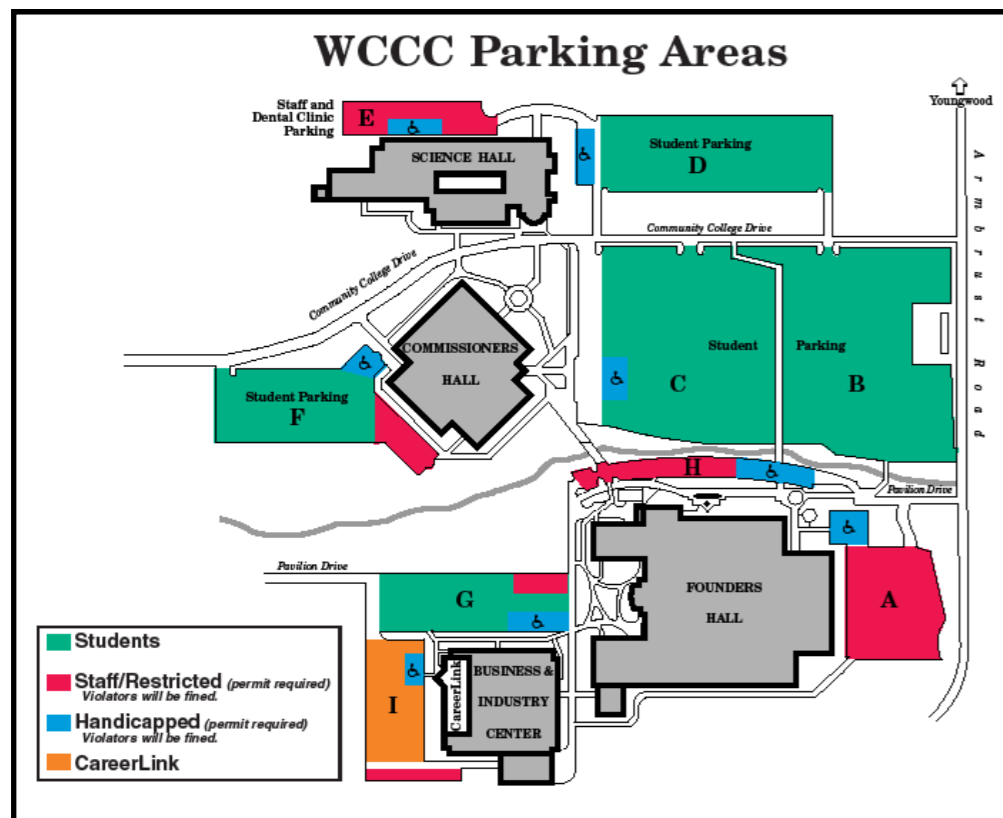 WCCC Parking Areas
Staff and
Dental Clinic
Parking
E
Youngwood
SCIENCE HALL
Student Parking
D
Armbrust Road
Community College Drive
Community College Drive
COMMISSIONERS
HALL
Student Parking
C
B
Student Parking
F
H
Pavilion Drive
Pavilion Drive
G
FOUNDERS
HALL
A
I
CareerLink
BUSINESS &
INDUSTRY
CENTER
Students
Staff/Restricted (permit required)
Violators will be fined.
Handicapped (permit required)
Violators will be fined.
CareerLink